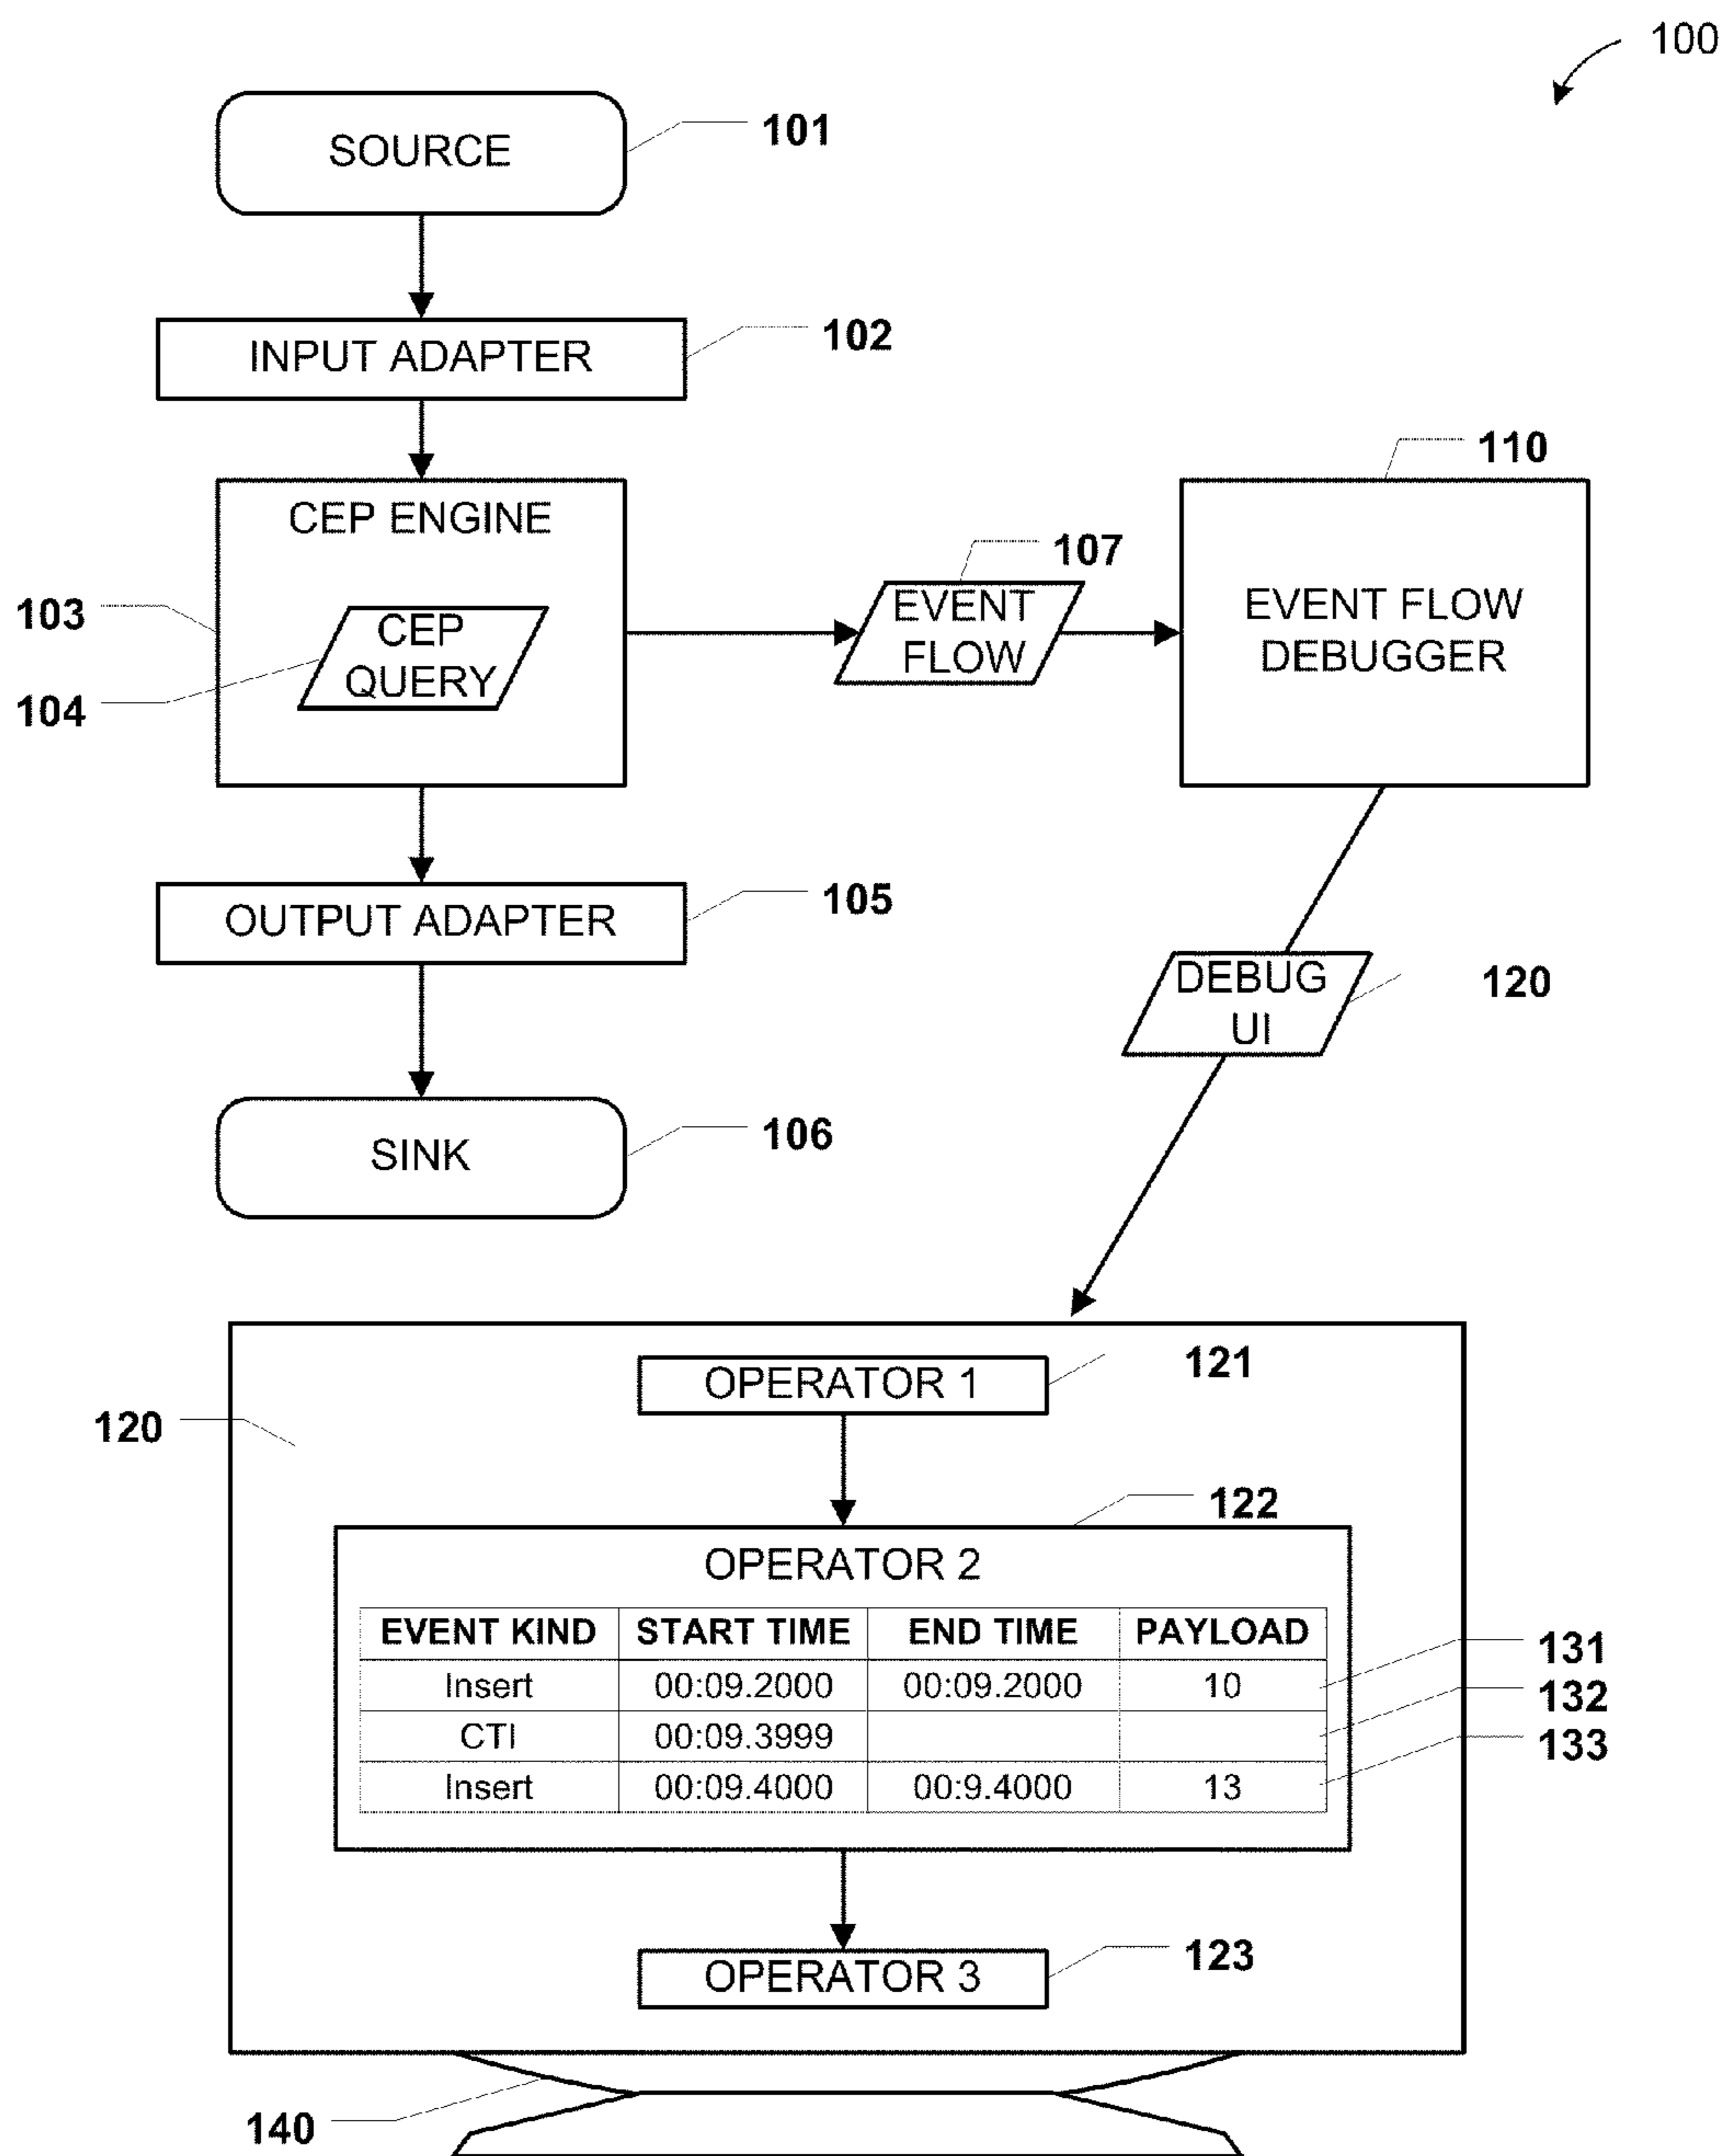 100
SOURCE
101
INPUT ADAPTER
102
CEP ENGINE
103
CEP
QUERY
104
107
EVENT
FLOW
110
EVENT FLOW
DEBUGGER
OUTPUT ADAPTER
105
DEBUG
UI
120
SINK
106
120
OPERATOR 1
121
122
OPERATOR 2
EVENT KIND START TIME END TIME PAYLOAD
Insert 00:09.2000 00:09.2000 10
131
CTI 00:09.3999
132
Insert 00:09.4000 00:9.4000 13
133
OPERATOR 3
123
140